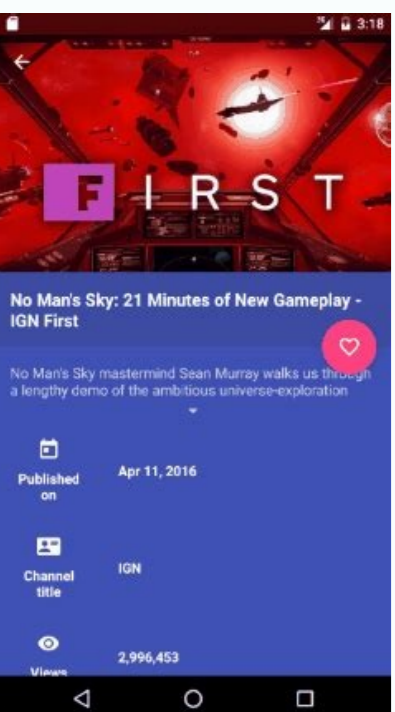 3:18
FIRST
No Man's Sky: 21 Minutes of New Gameplay -
IGN First
No Man's Sky mastermind Sean Murray walks us through
a lengthy demo of the ambitious universe-exploration
Published
on
Apr 11, 2016
Channel
title
IGN
Views
2,996,453